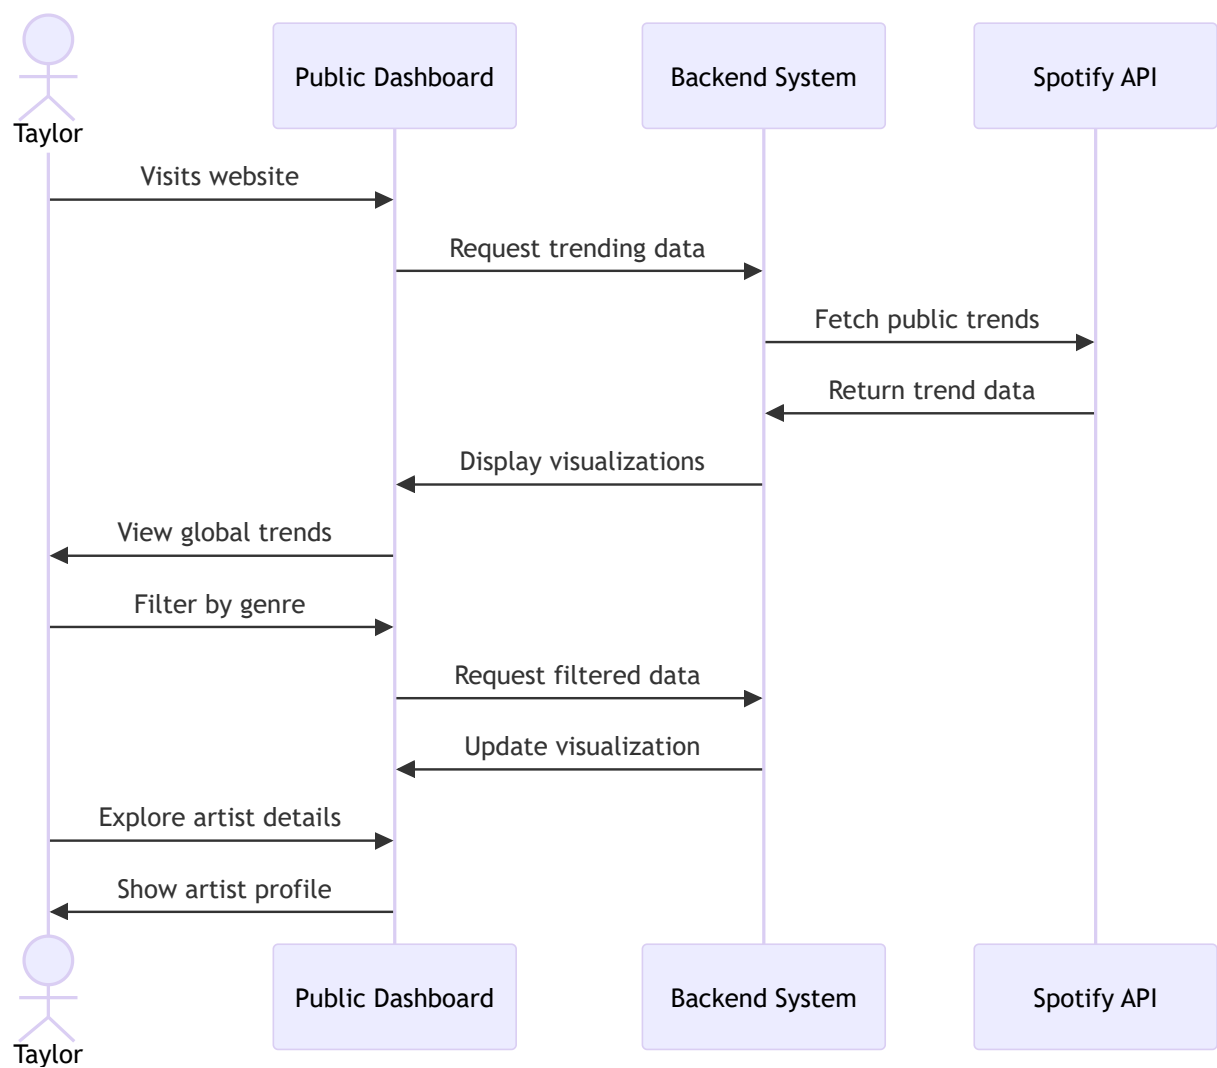 Public Dashboard
Backend System
Spotify API
Taylor
Visits website
Request trending data
Fetch public trends
Return trend data
Display visualizations
View global trends
Filter by genre
Request filtered data
Update visualization
Explore artist details
Show artist profile
Public Dashboard
Backend System
Spotify API
Taylor